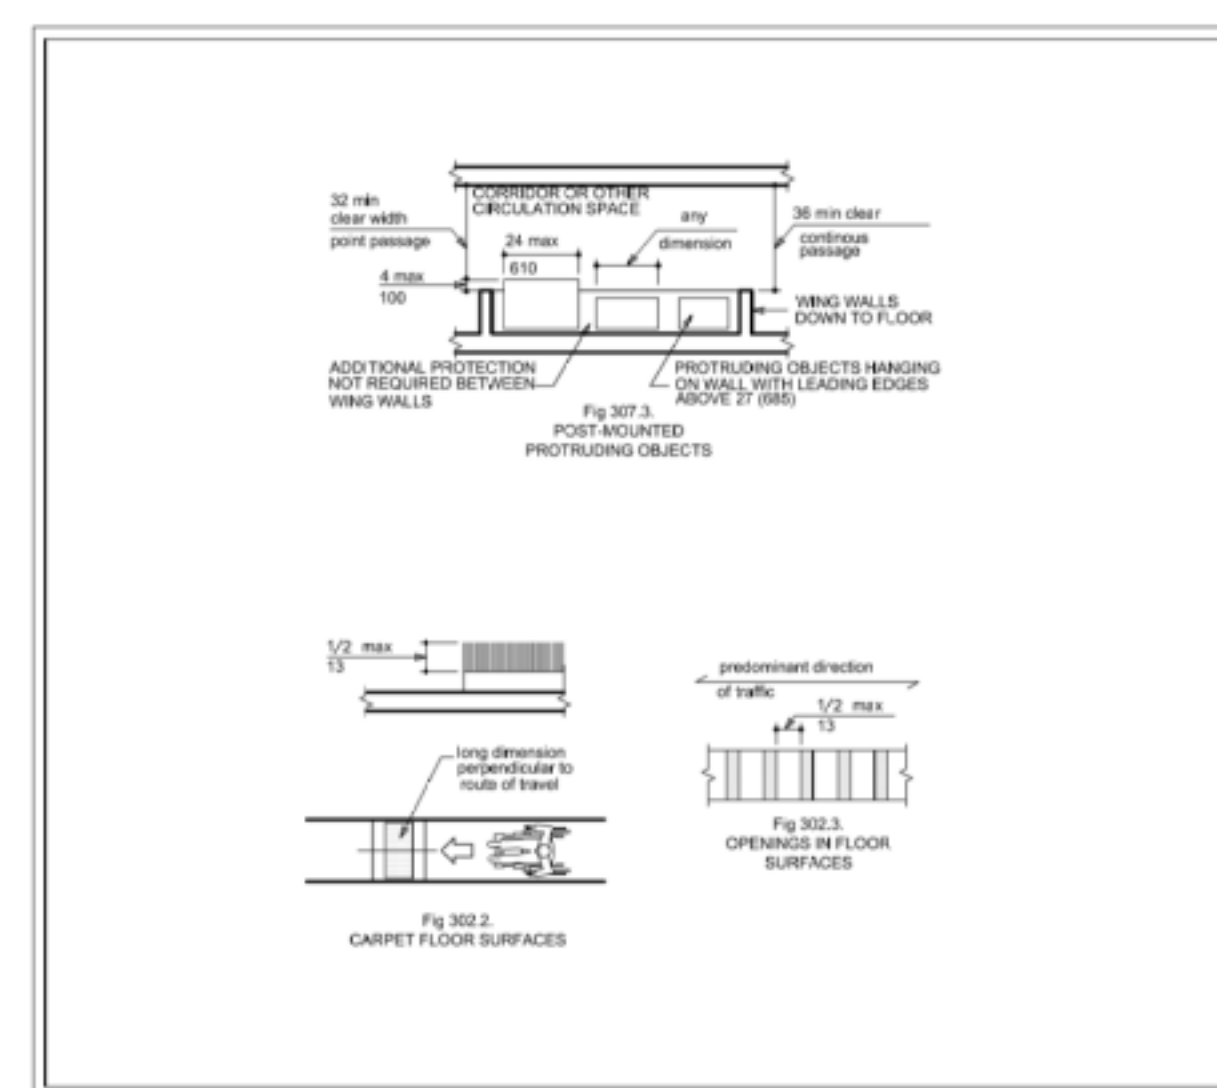 CORRIDOR OR OTHER
CIRCULATION SPACE
32 min
clear width
point passage
24 max
610
any
dimension
36 min clear
continous
passage
4 max
100
WING WALLS
DOWN TO FLOOR
ADDITIONAL PROTECTION
NOT REQUIRED BETWEEN
WING WALLS
PROTRUDING OBJECTS HANGING
ON WALL WITH LEADING EDGES
ABOVE 27 (685)
Fig 307.3.
POST-MOUNTED
PROTRUDING OBJECTS
1/2 max
13
long dimension
perpendicular to
route of travel
Fig 302.2.
CARPET FLOOR SURFACES
predominant direction
of traffic
1/2 max
13
Fig 302.3.
OPENINGS IN FLOOR
SURFACES